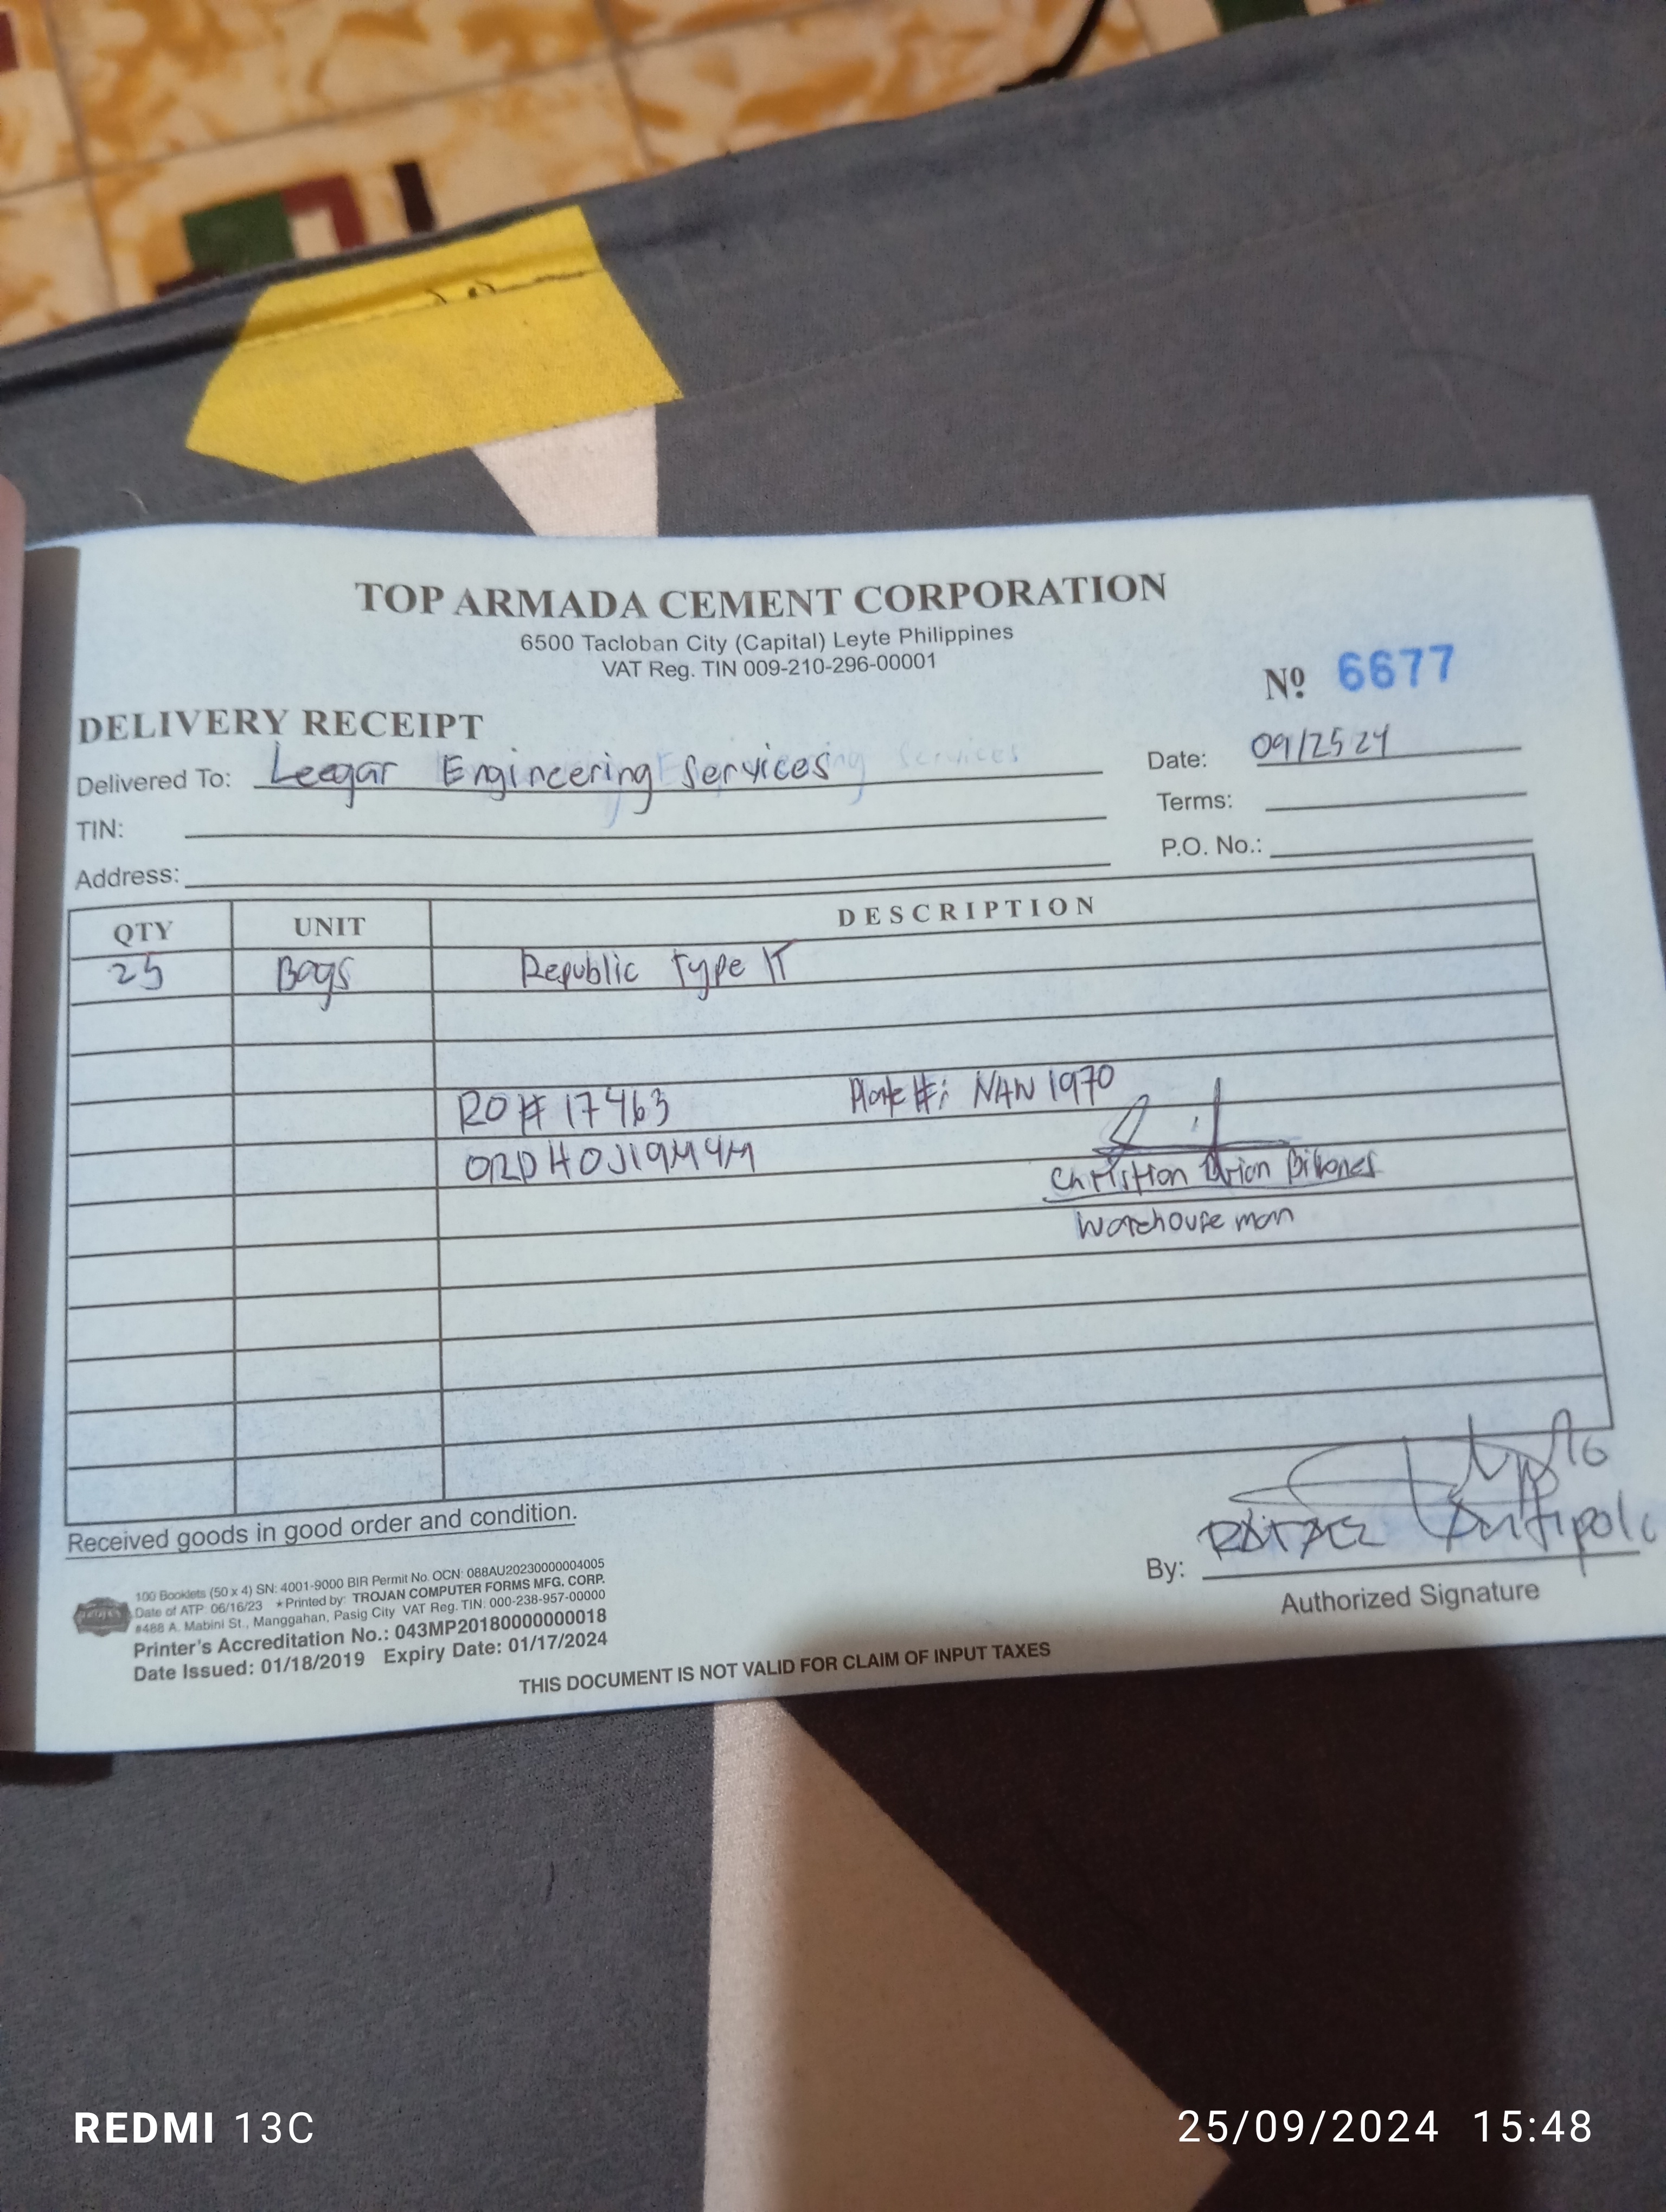 TOP ARMADA CEMENT CORPORATION
6500 Tacloban City (Capital) Leyte Philippines
VAT Reg. TIN 009-210-296-00001
Nº 6677
DELIVERY RECEIPT
Delivered To: Leegar Engineering Services
Date: 09/25 24
TIN:
Terms:
Address:
P.O. No.:
QTY UNIT DESCRIPTION
25 Bags Republic Type 1T
RO# 17463 Plate #: NAN 1970
Christian Brion
Warehouse man
Received goods in good order and condition.
By: Antipolo
Authorized Signature
100 Booklets (50 x 4) SN: 4001-9000 BIR Permit No. OCN: 088AU20230000004005
Date of ATP: 06/16/23 *Printed by: TROJAN COMPUTER FORMS MFG. CORP.
#488 A. Mabini St., Manggahan, Pasig City VAT Reg. TIN: 000-238-957-00000
Printer's Accreditation No.: 043MP20180000000018
Date Issued: 01/18/2019 Expiry Date: 01/17/2024
THIS DOCUMENT IS NOT VALID FOR CLAIM OF INPUT TAXES
REDMI 13C
25/09/2024 15:48